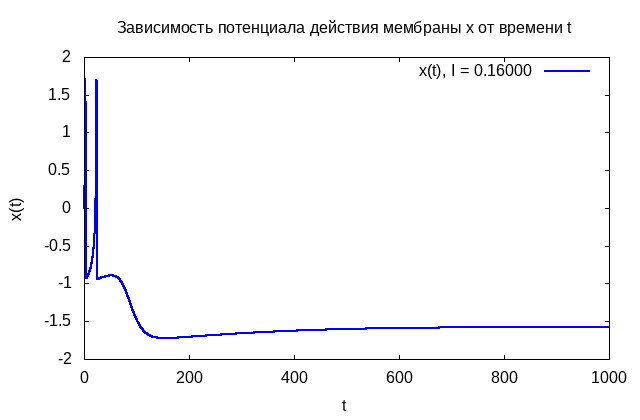 Зависимость потенциала действия мембраны x от времени t
x(t), I = 0.16000
2
1.5
1
0.5
0
-0.5
-1
-1.5
-2
x(t)
0 200 400 600 800 1000
t